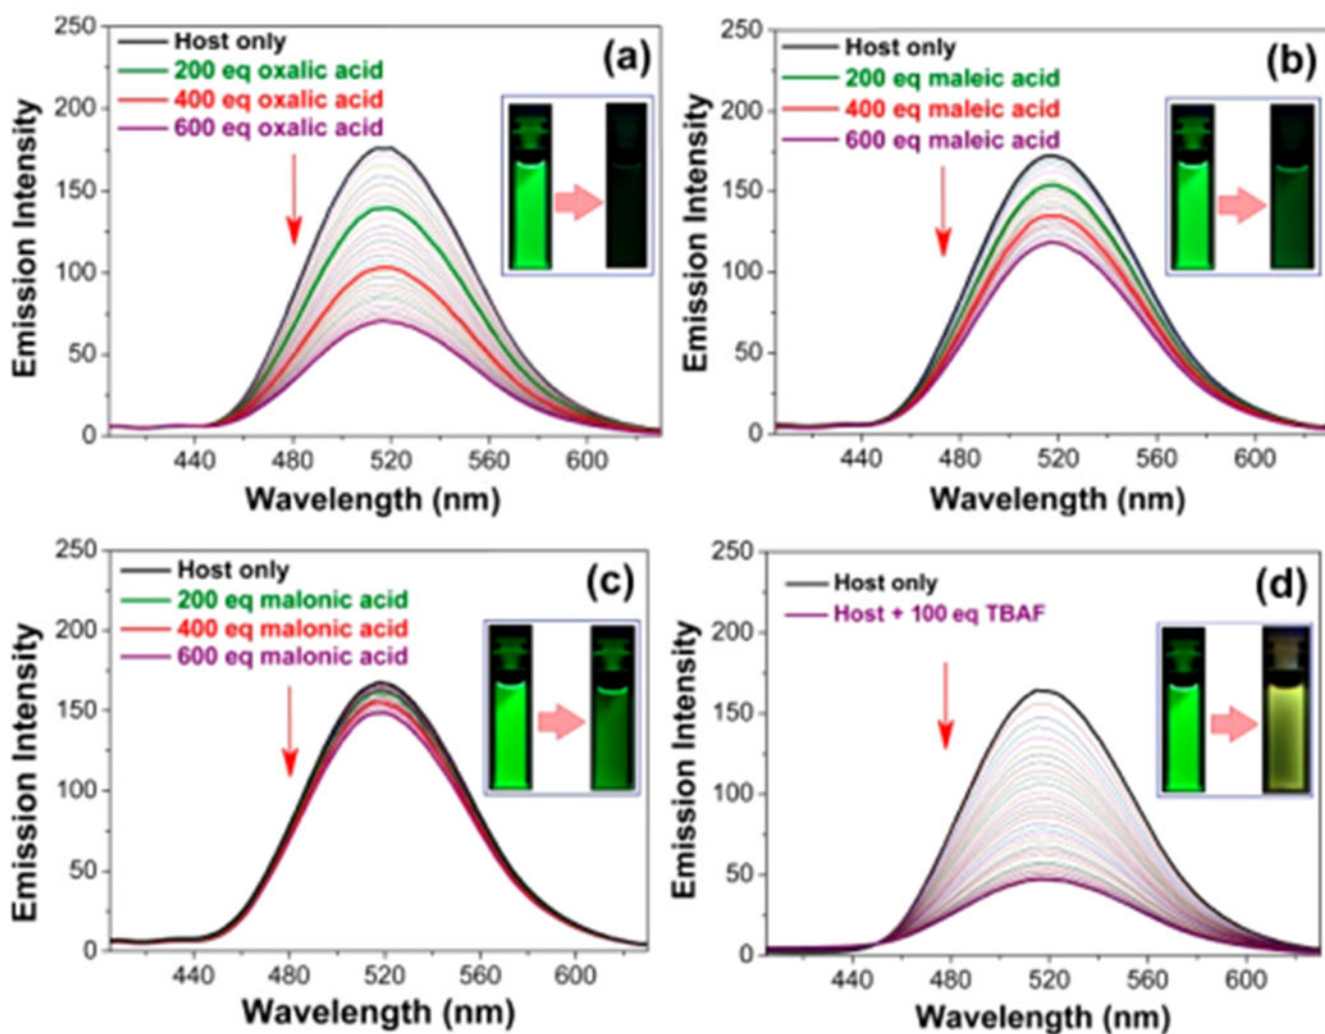 250
200
150
100
50
0
Emission Intensity
Host only
200 eq oxalic acid
400 eq oxalic acid
600 eq oxalic acid
(a)
440 480 520 560 600
Wavelength (nm)
250
200
150
100
50
0
Emission Intensity
Host only
200 eq maleic acid
400 eq maleic acid
600 eq maleic acid
(b)
440 480 520 560 600
Wavelength (nm)
250
200
150
100
50
0
Emission Intensity
Host only
200 eq malonic acid
400 eq malonic acid
600 eq malonic acid
(c)
440 480 520 560 600
Wavelength (nm)
250
200
150
100
50
0
Emission Intensity
Host only
Host + 100 eq TBAF
(d)
440 480 520 560 600
Wavelength (nm)